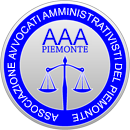 ASSOCIAZIONE AVVOCATI AMMINISTRATIVISTI DEL PIEMONTE
AAA
PIEMONTE